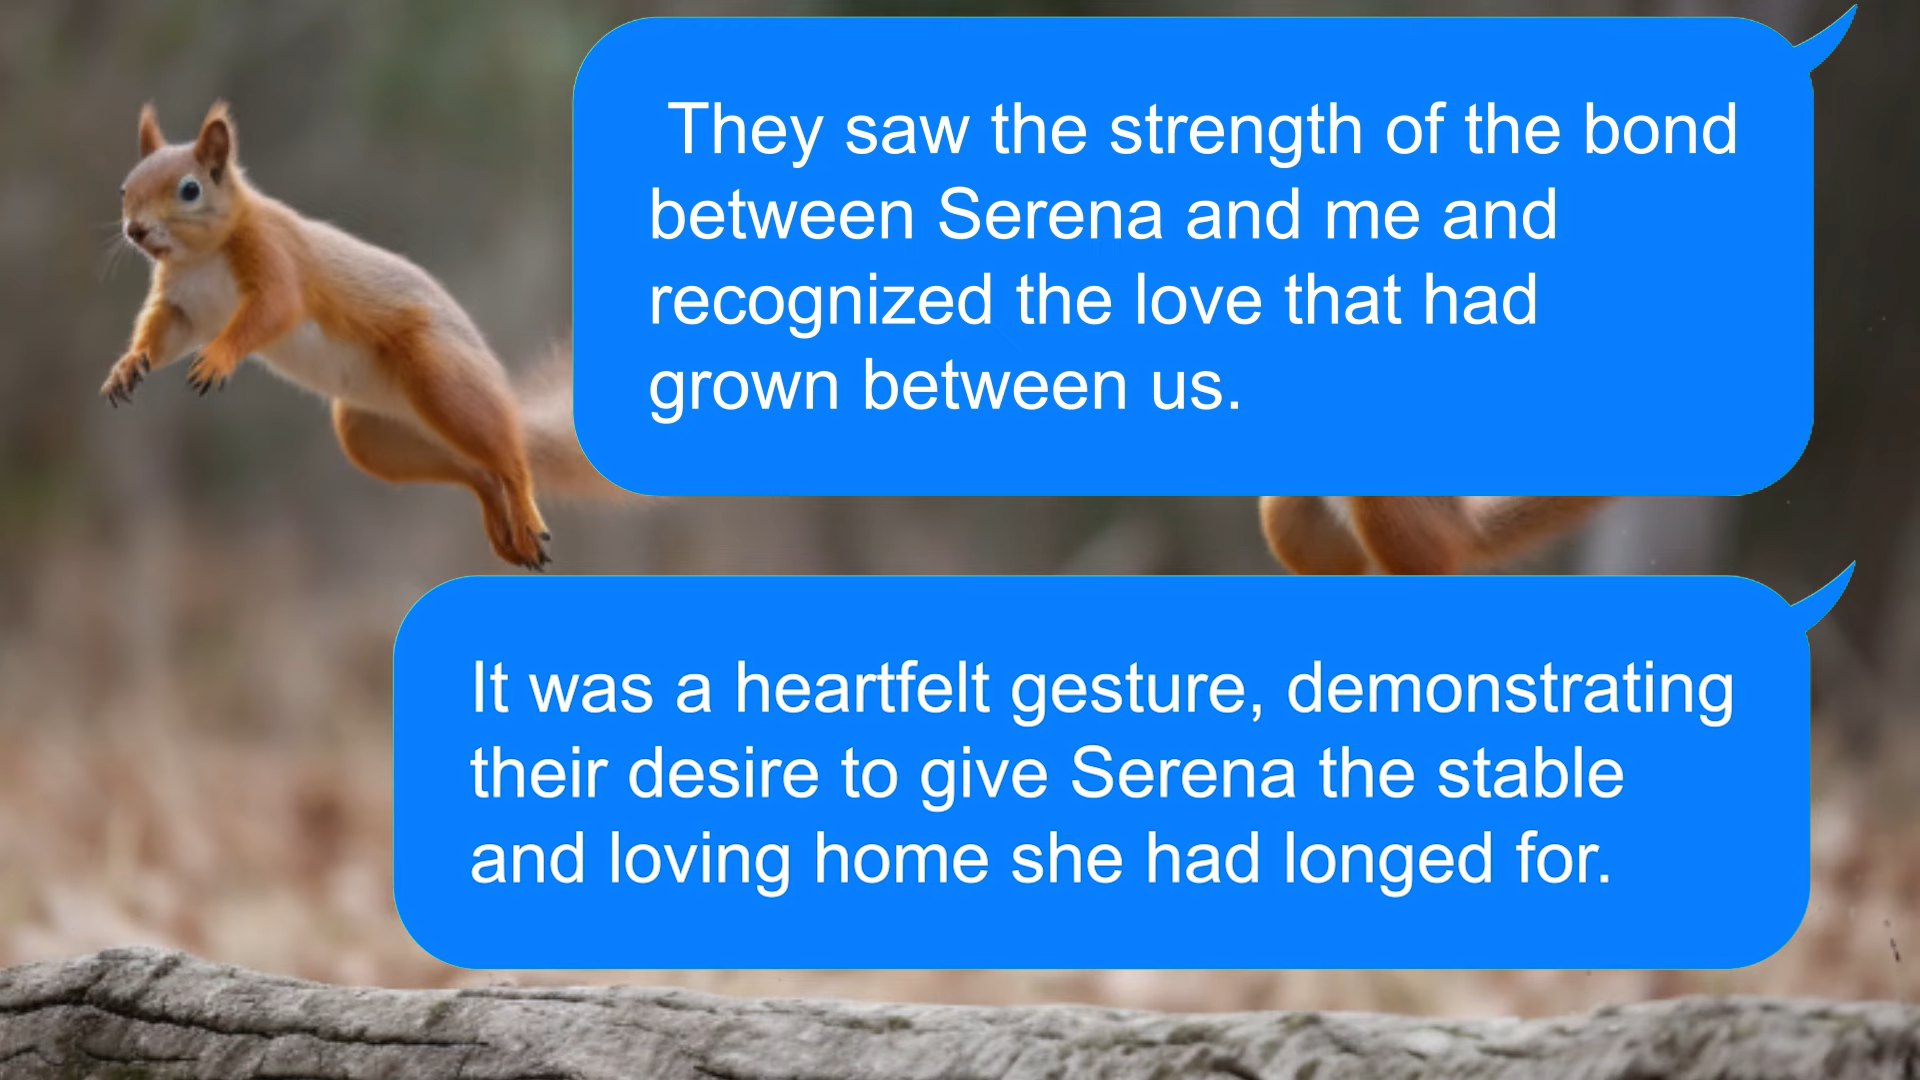 They saw the strength of the bond
between Serena and me and
recognized the love that had
grown between us.
It was a heartfelt gesture, demonstrating
their desire to give Serena the stable
and loving home she had longed for.